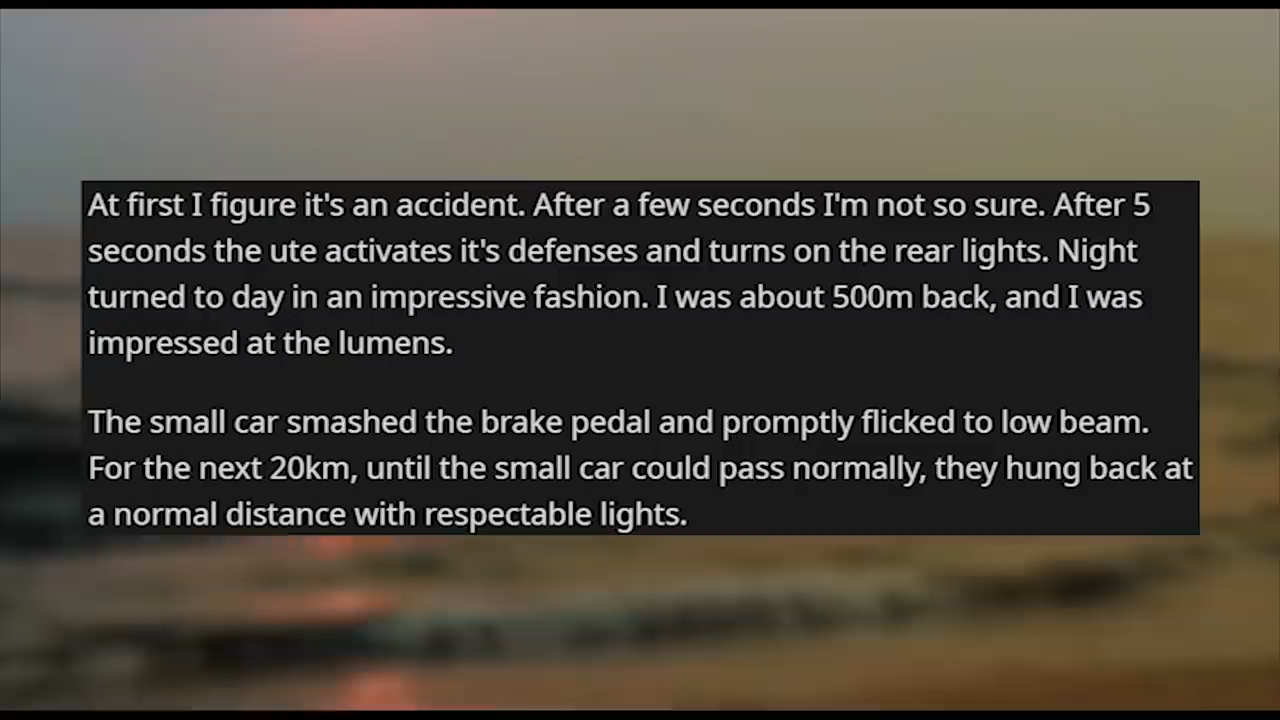 At first I figure it's an accident. After a few seconds I'm not so sure. After 5
seconds the ute activates it's defenses and turns on the rear lights. Night
turned to day in an impressive fashion. I was about 500m back, and I was
impressed at the lumens.
The small car smashed the brake pedal and promptly flicked to low beam.
For the next 20km, until the small car could pass normally, they hung back at
a normal distance with respectable lights.